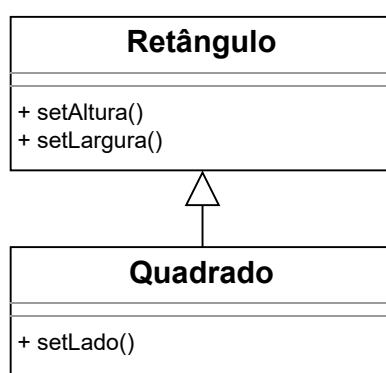 Retângulo
+ setAltura()
+ setLargura()
Quadrado
+ setLado()